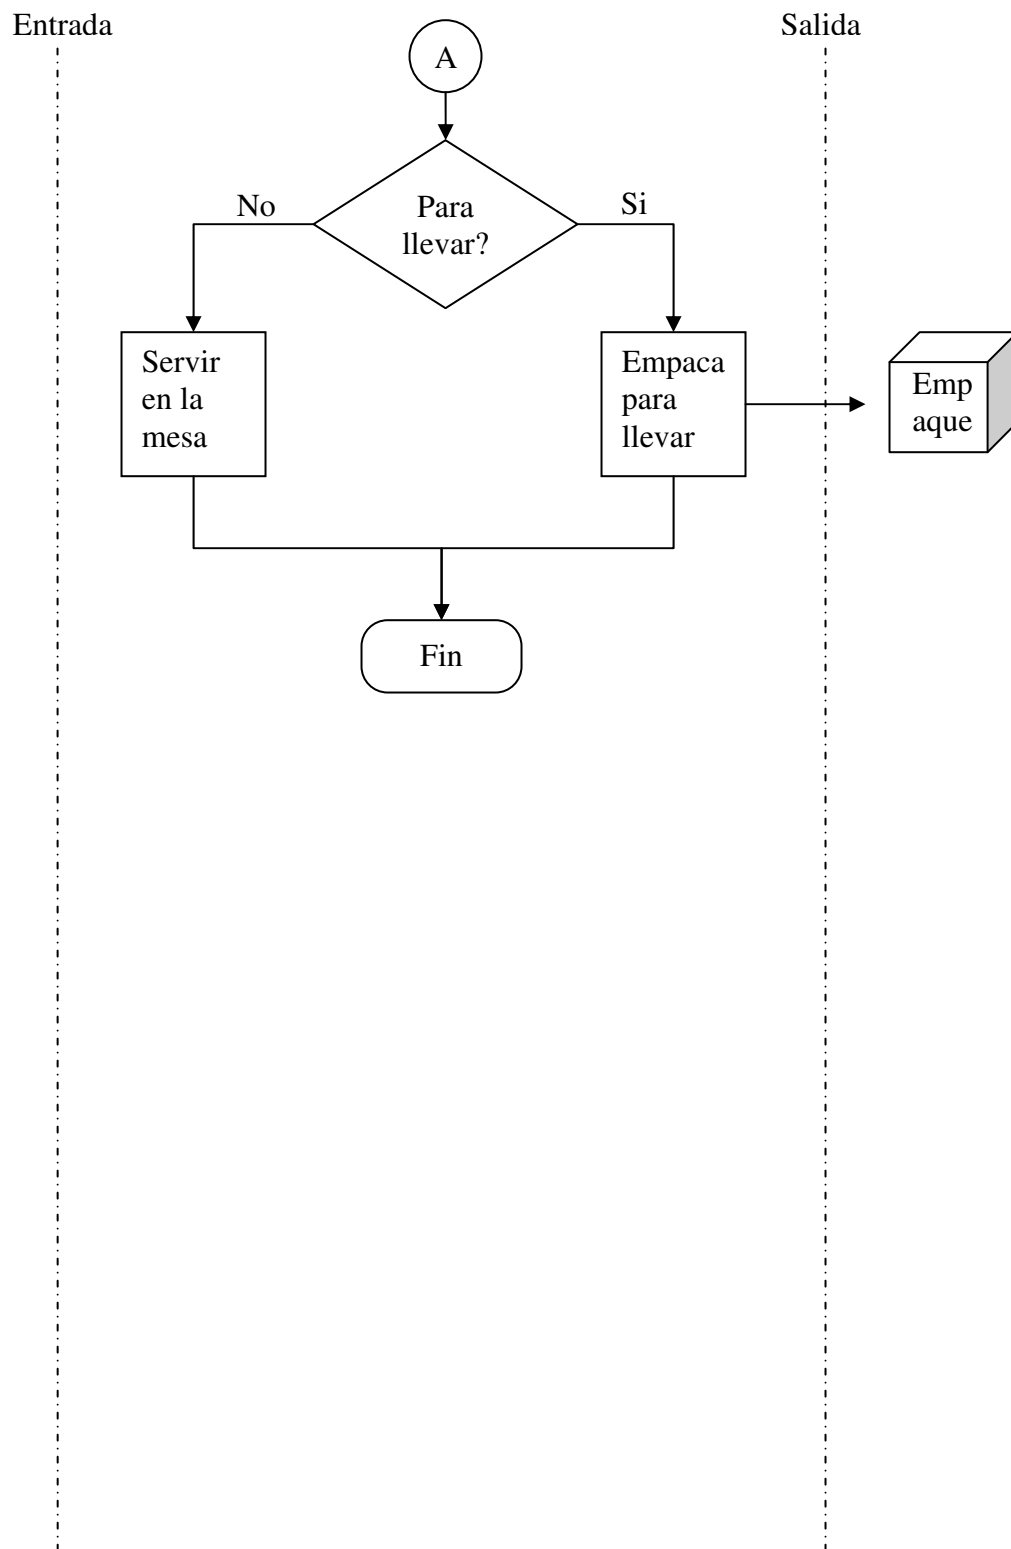 Entrada
Salida
A
Para
llevar?
No
Si
Servir
en la
mesa
Empaca
para
llevar
Emp
aque
Fin